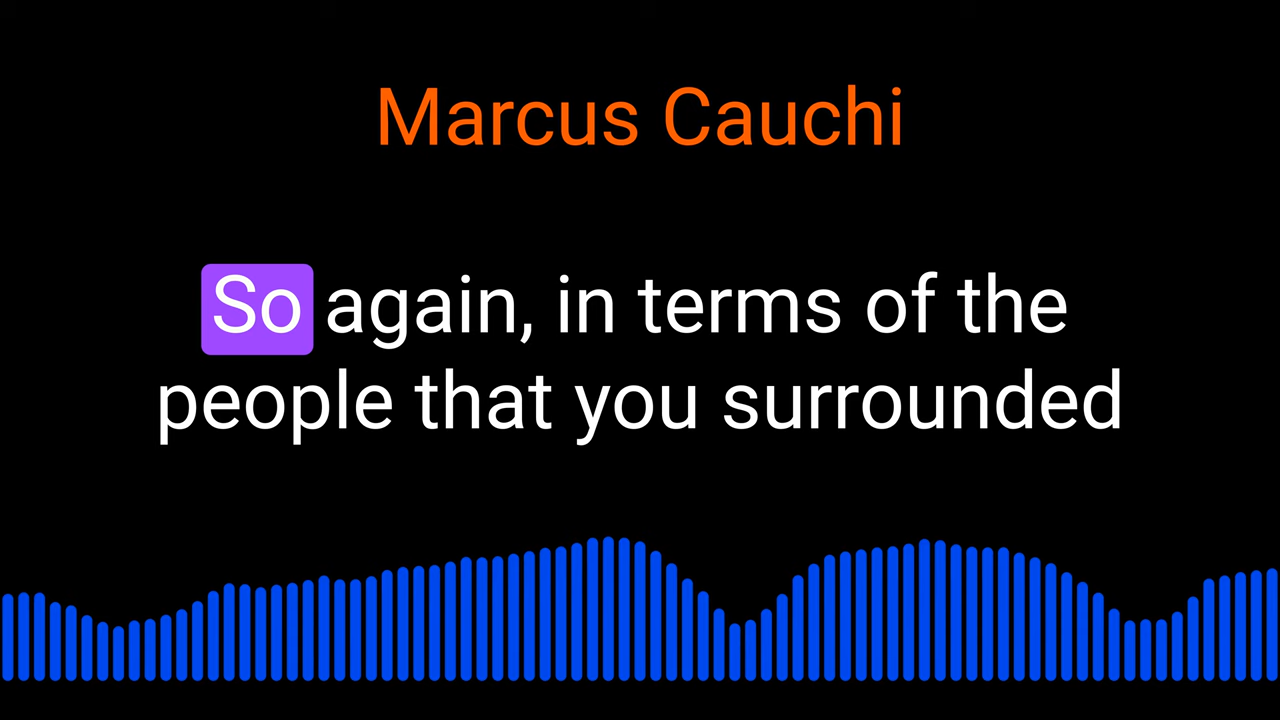 Marcus Cauchi
So again, in terms of the
people that you surrounded